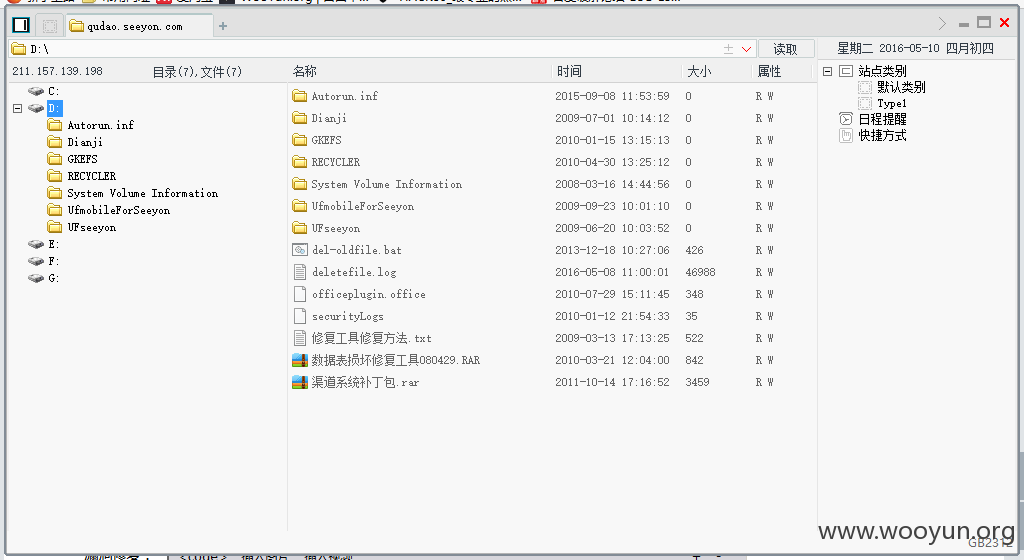 qudao.seeyon.com
D:\
读取
星期二 2016-05-10 四月初四
211.157.139.198
目录(7),文件(7)
名称 时间 大小 属性
C:
D:
Autorun.inf
Dianji
GKEFS
RECYCLER
System Volume Information
UfmobileForSeeyon
UFseeyon
E:
F:
G:
Autorun.inf 2015-09-08 11:53:59 0 R W
Dianji 2009-07-01 10:14:12 0 R W
GKEFS 2010-01-15 13:15:13 0 R W
RECYCLER 2010-04-30 13:25:12 0 R W
System Volume Information 2008-03-16 14:44:56 0 R W
UfmobileForSeeyon 2009-09-23 10:01:10 0 R W
UFseeyon 2009-06-20 10:03:52 0 R W
del-oldfile.bat 2013-12-18 10:27:06 426 R W
deletefile.log 2016-05-08 11:00:01 46988 R W
officeplugin.office 2010-07-29 15:11:45 348 R W
securityLogs 2010-01-12 21:54:33 35 R W
修复工具修复方法.txt 2009-03-13 17:13:25 522 R W
数据表损坏修复工具080429.RAR 2010-03-21 12:04:00 842 R W
渠道系统补丁包.rar 2011-10-14 17:16:52 3459 R W
站点类别
默认类别
Type1
日程提醒
快捷方式
www.wooyun.org
GB2312